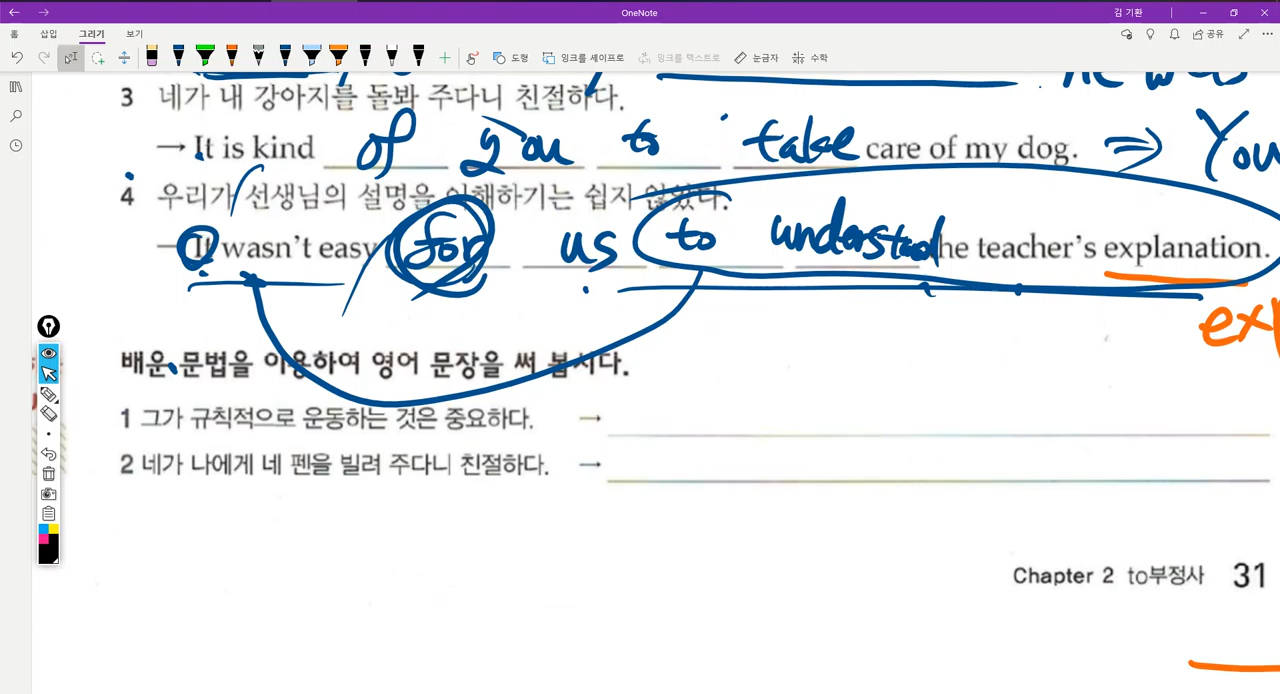 OneNote
김 기환
홈 삽입 그리기 보기
공유
도형 잉크를 셰이프로 잉크를 텍스트로 눈금자 수학
he was
3 네가 내 강아지를 돌봐 주다니 친절하다.
→ It is kind of you to take care of my dog. ⇒ You
4 우리가 선생님의 설명을 이해하기는 쉽지 않았다.
→ It wasn't easy for us to understand the teacher's explanation.
exp
배운 문법을 이용하여 영어 문장을 써 봅시다.
1 그가 규칙적으로 운동하는 것은 중요하다. →
2 네가 나에게 네 펜을 빌려 주다니 친절하다. →
Chapter 2 to부정사 31